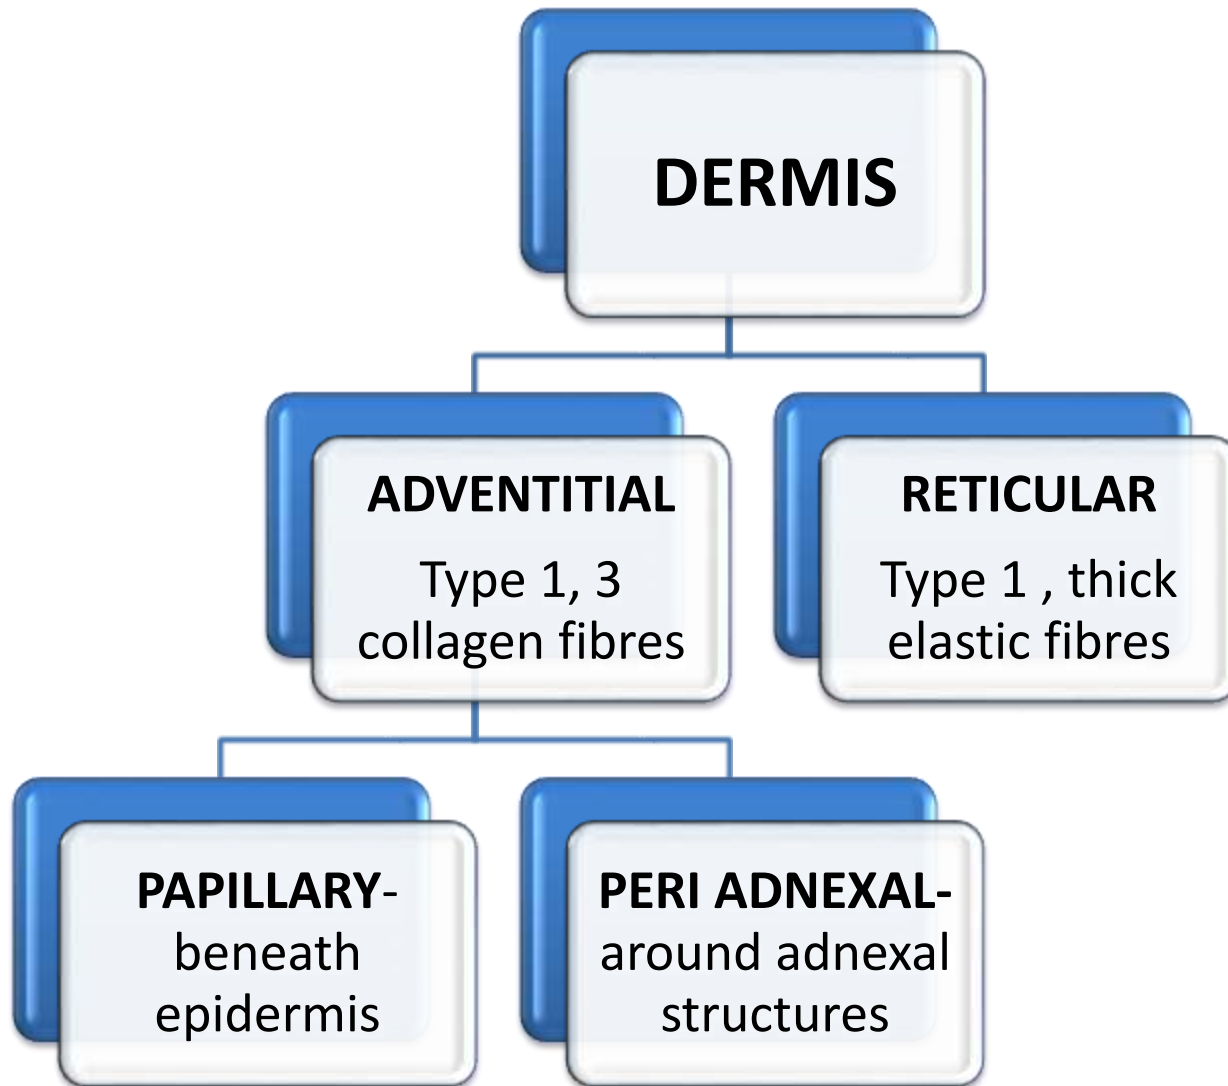 DERMIS
ADVENTITIAL
Type 1, 3
collagen fibres
RETICULAR
Type 1 , thick
elastic fibres
PAPILLARY-
beneath
epidermis
PERI ADNEXAL-
around adnexal
structures